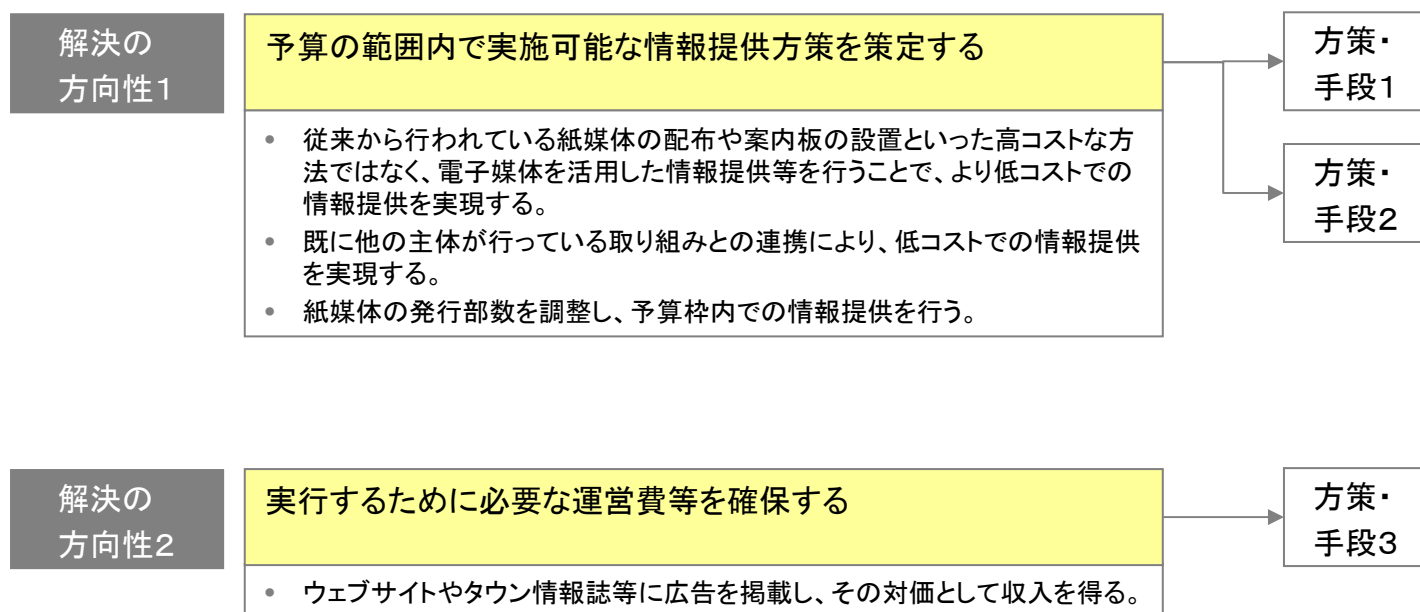 解決の
方向性１
予算の範囲内で実施可能な情報提供方策を策定する
• 従来から行われている紙媒体の配布や案内板の設置といった高コストな方
法ではなく、電子媒体を活用した情報提供等を行うことで、より低コストでの
情報提供を実現する。
• 既に他の主体が行っている取り組みとの連携により、低コストでの情報提供
を実現する。
• 紙媒体の発行部数を調整し、予算枠内での情報提供を行う。
方策・
手段１
方策・
手段２
解決の
方向性２
実行するために必要な運営費等を確保する
• ウェブサイトやタウン情報誌等に広告を掲載し、その対価として収入を得る。
方策・
手段３